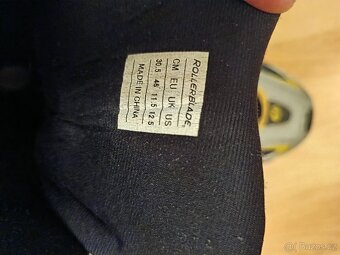 ROLLERBLADE
CM EU UK US
30.5 46 11.5 12.5
MADE IN CHINA